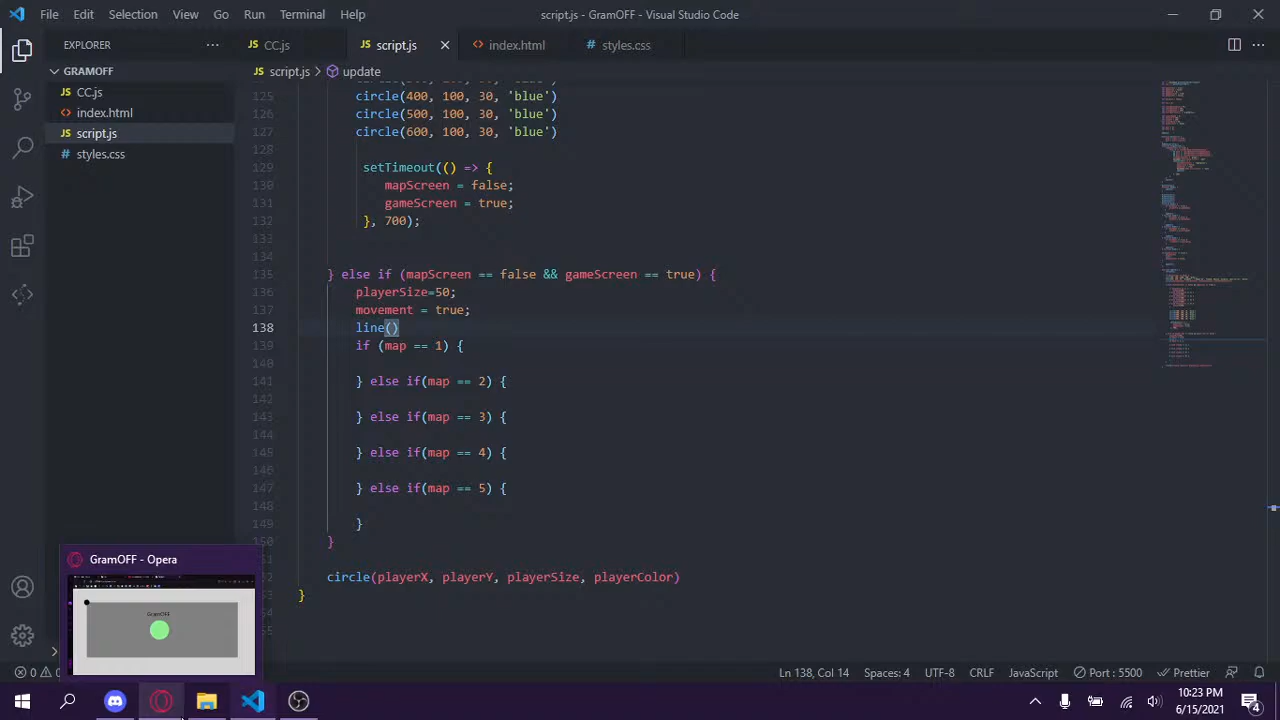 File Edit Selection View Go Run Terminal Help
script.js - GramOFF - Visual Studio Code
EXPLORER
GRAMOFF
CC.js
index.html
script.js
styles.css
CC.js script.js index.html styles.css
script.js > update
126 circle(400, 100, 30, 'blue')
126 circle(500, 100, 30, 'blue')
127 circle(600, 100, 30, 'blue')
128
129 setTimeout(() => {
130 mapScreen = false;
131 gameScreen = true;
132 }, 700);
133
134
135 } else if (mapScreen == false && gameScreen == true) {
136 playerSize=50;
137 movement = true;
138 line()
139 if (map == 1) {
140
141 } else if(map == 2) {
142
143 } else if(map == 3) {
144
145 } else if(map == 4) {
146
147 } else if(map == 5) {
148
149 }
150 }
circle(playerX, playerY, playerSize, playerColor)
}
GramOFF - Opera
GramOFF
0 0
Ln 138, Col 14 Spaces: 4 UTF-8 CRLF JavaScript Port : 5500 Prettier
10:23 PM
6/15/2021
4